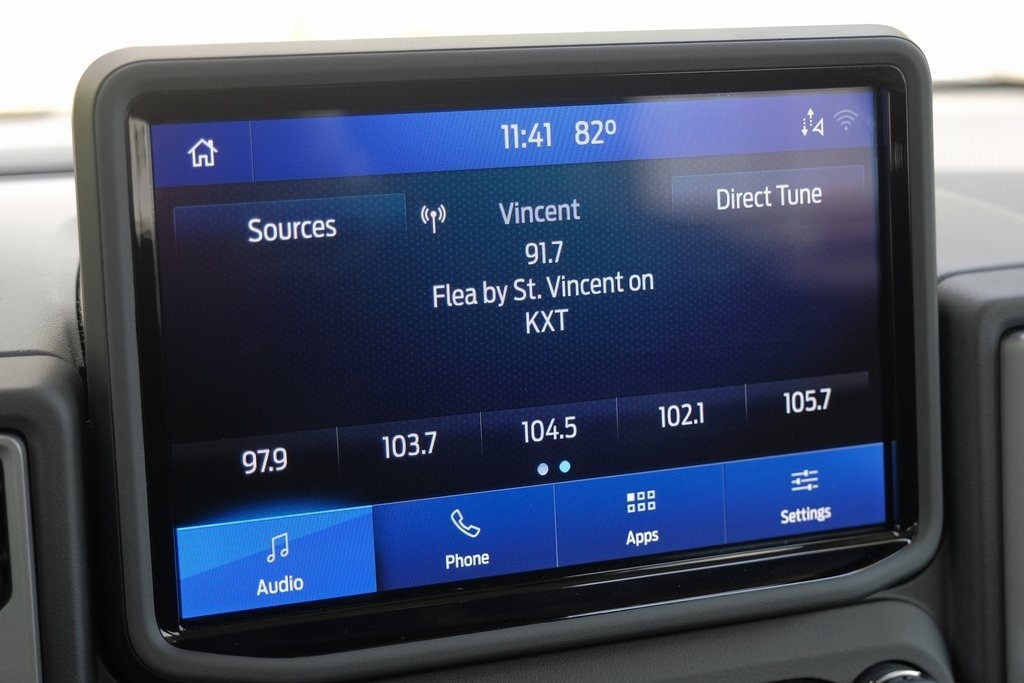 11:41 82°
Sources
Vincent
Direct Tune
91.7
Flea by St. Vincent on
KXT
97.9 103.7 104.5 102.1 105.7
Audio Phone Apps Settings